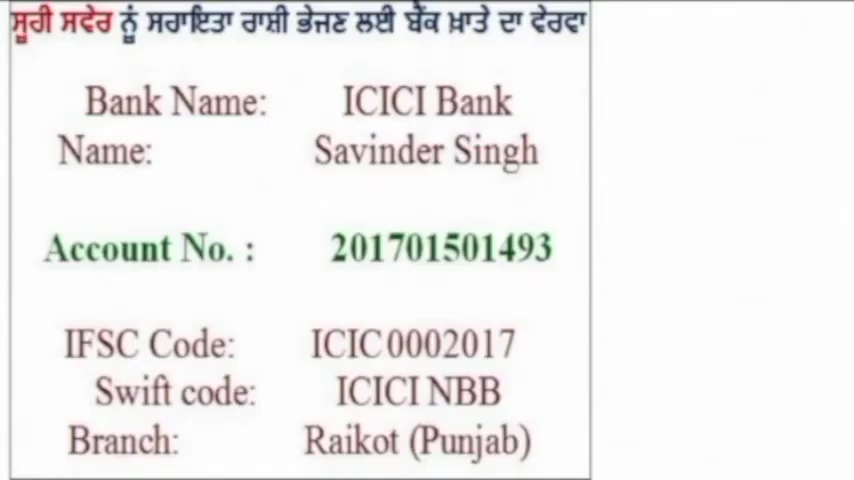 ਸੂਹੀ ਸਵੇਰ ਨੂੰ ਸਹਾਇਤਾ ਰਾਸ਼ੀ ਭੇਜਣ ਲਈ ਬੈਂਕ ਖ਼ਾਤੇ ਦਾ ਵੇਰਵਾ
Bank Name: ICICI Bank
Name: Savinder Singh
Account No. : 201701501493
IFSC Code: ICIC0002017
Swift code: ICICI NBB
Branch: Raikot (Punjab)